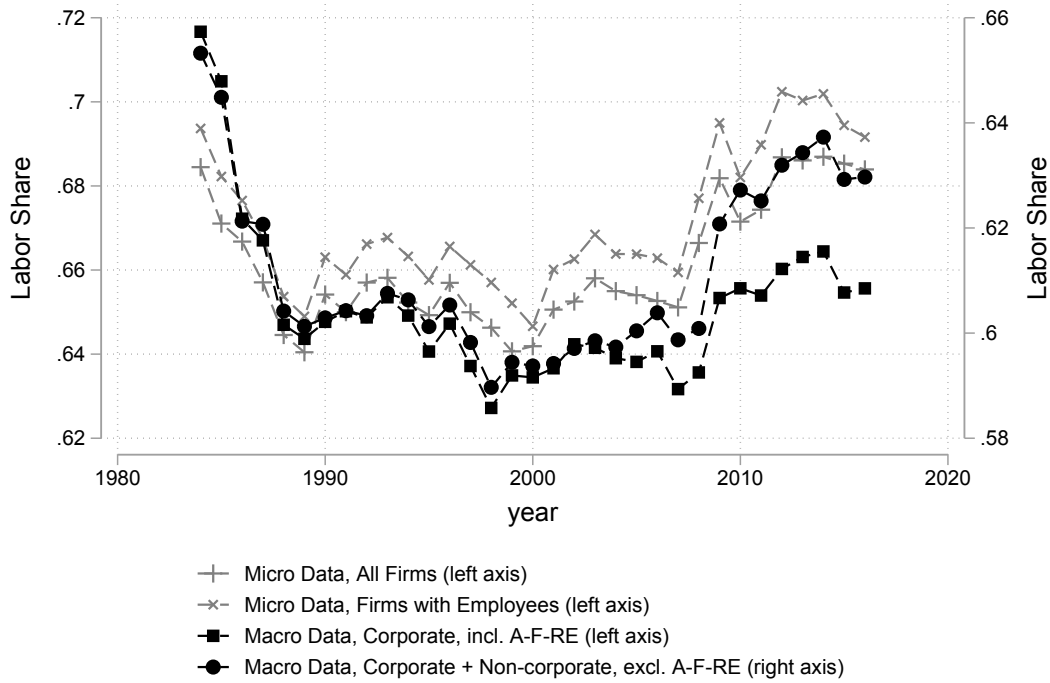 .72
.7
.68
.66
.64
.62
Labor Share
.66
.64
.62
.6
.58
Labor Share
1980
1990
2000
2010
2020
year
Micro Data, All Firms (left axis)
Micro Data, Firms with Employees (left axis)
Macro Data, Corporate, incl. A-F-RE (left axis)
Macro Data, Corporate + Non-corporate, excl. A-F-RE (right axis)